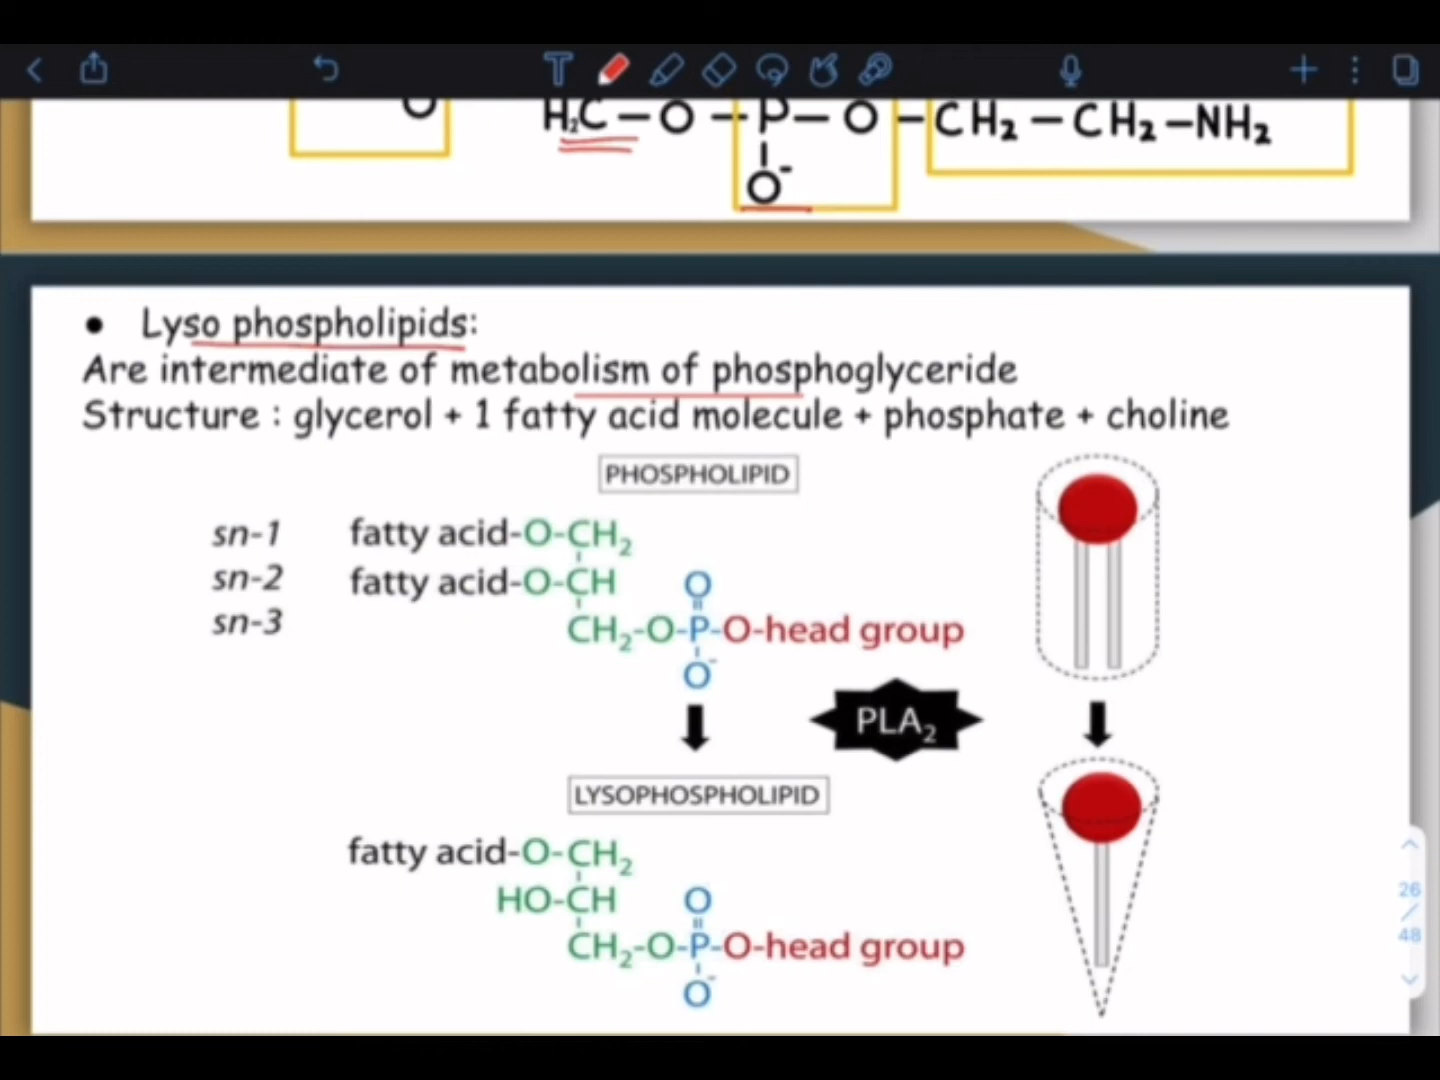 O H₂C – O – P – O – CH₂ – CH₂ – NH₂
O⁻
• Lyso phospholipids:
Are intermediate of metabolism of phosphoglyceride
Structure : glycerol + 1 fatty acid molecule + phosphate + choline
PHOSPHOLIPID
sn-1 fatty acid-O-CH₂
sn-2 fatty acid-O-CH O
sn-3 CH₂-O-P-O-head group
O⁻
PLA₂
LYSOPHOSPHOLIPID
fatty acid-O-CH₂
HO-CH O
CH₂-O-P-O-head group
O⁻
26
/
48